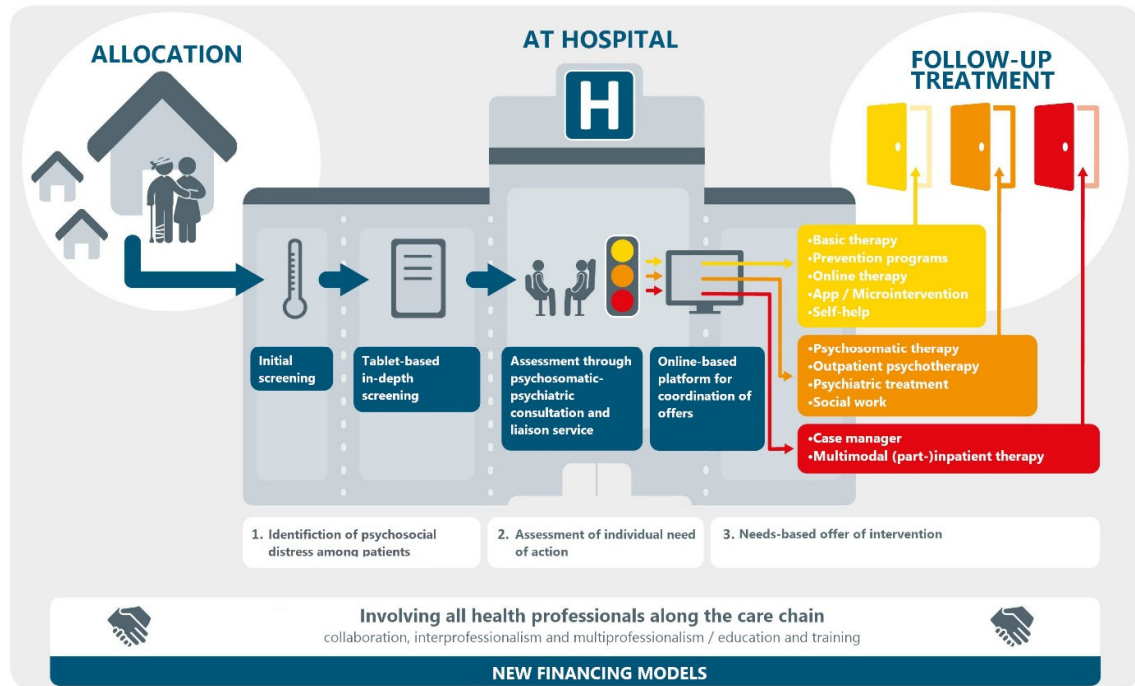 ALLOCATION
AT HOSPITAL
H
FOLLOW-UP
TREATMENT
Initial
screening
Tablet-based
in-depth
screening
Assessment through
psychosomatic-
psychiatric
consultation and
liaison service
Online-based
platform for
coordination of
offers
•Basic therapy
•Prevention programs
•Online therapy
•App / Microintervention
•Self-help
•Psychosomatic therapy
•Outpatient psychotherapy
•Psychiatric treatment
•Social work
•Case manager
•Multimodal (part-)inpatient therapy
1. Identifiction of psychosocial
distress among patients
2. Assessment of individual need
of action
3. Needs-based offer of intervention
Involving all health professionals along the care chain
collaboration, interprofessionalism and multiprofessionalism / education and training
NEW FINANCING MODELS